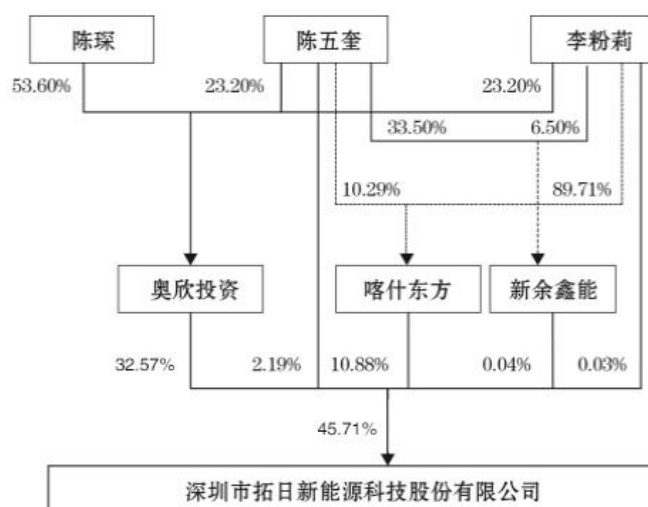 陈琛 陈五奎 李粉莉
53.60% 23.20% 23.20%
33.50% 6.50%
10.29% 89.71%
奥欣投资 喀什东方 新余鑫能
32.57% 2.19% 10.88% 0.04% 0.03%
45.71%
深圳市拓日新能源科技股份有限公司